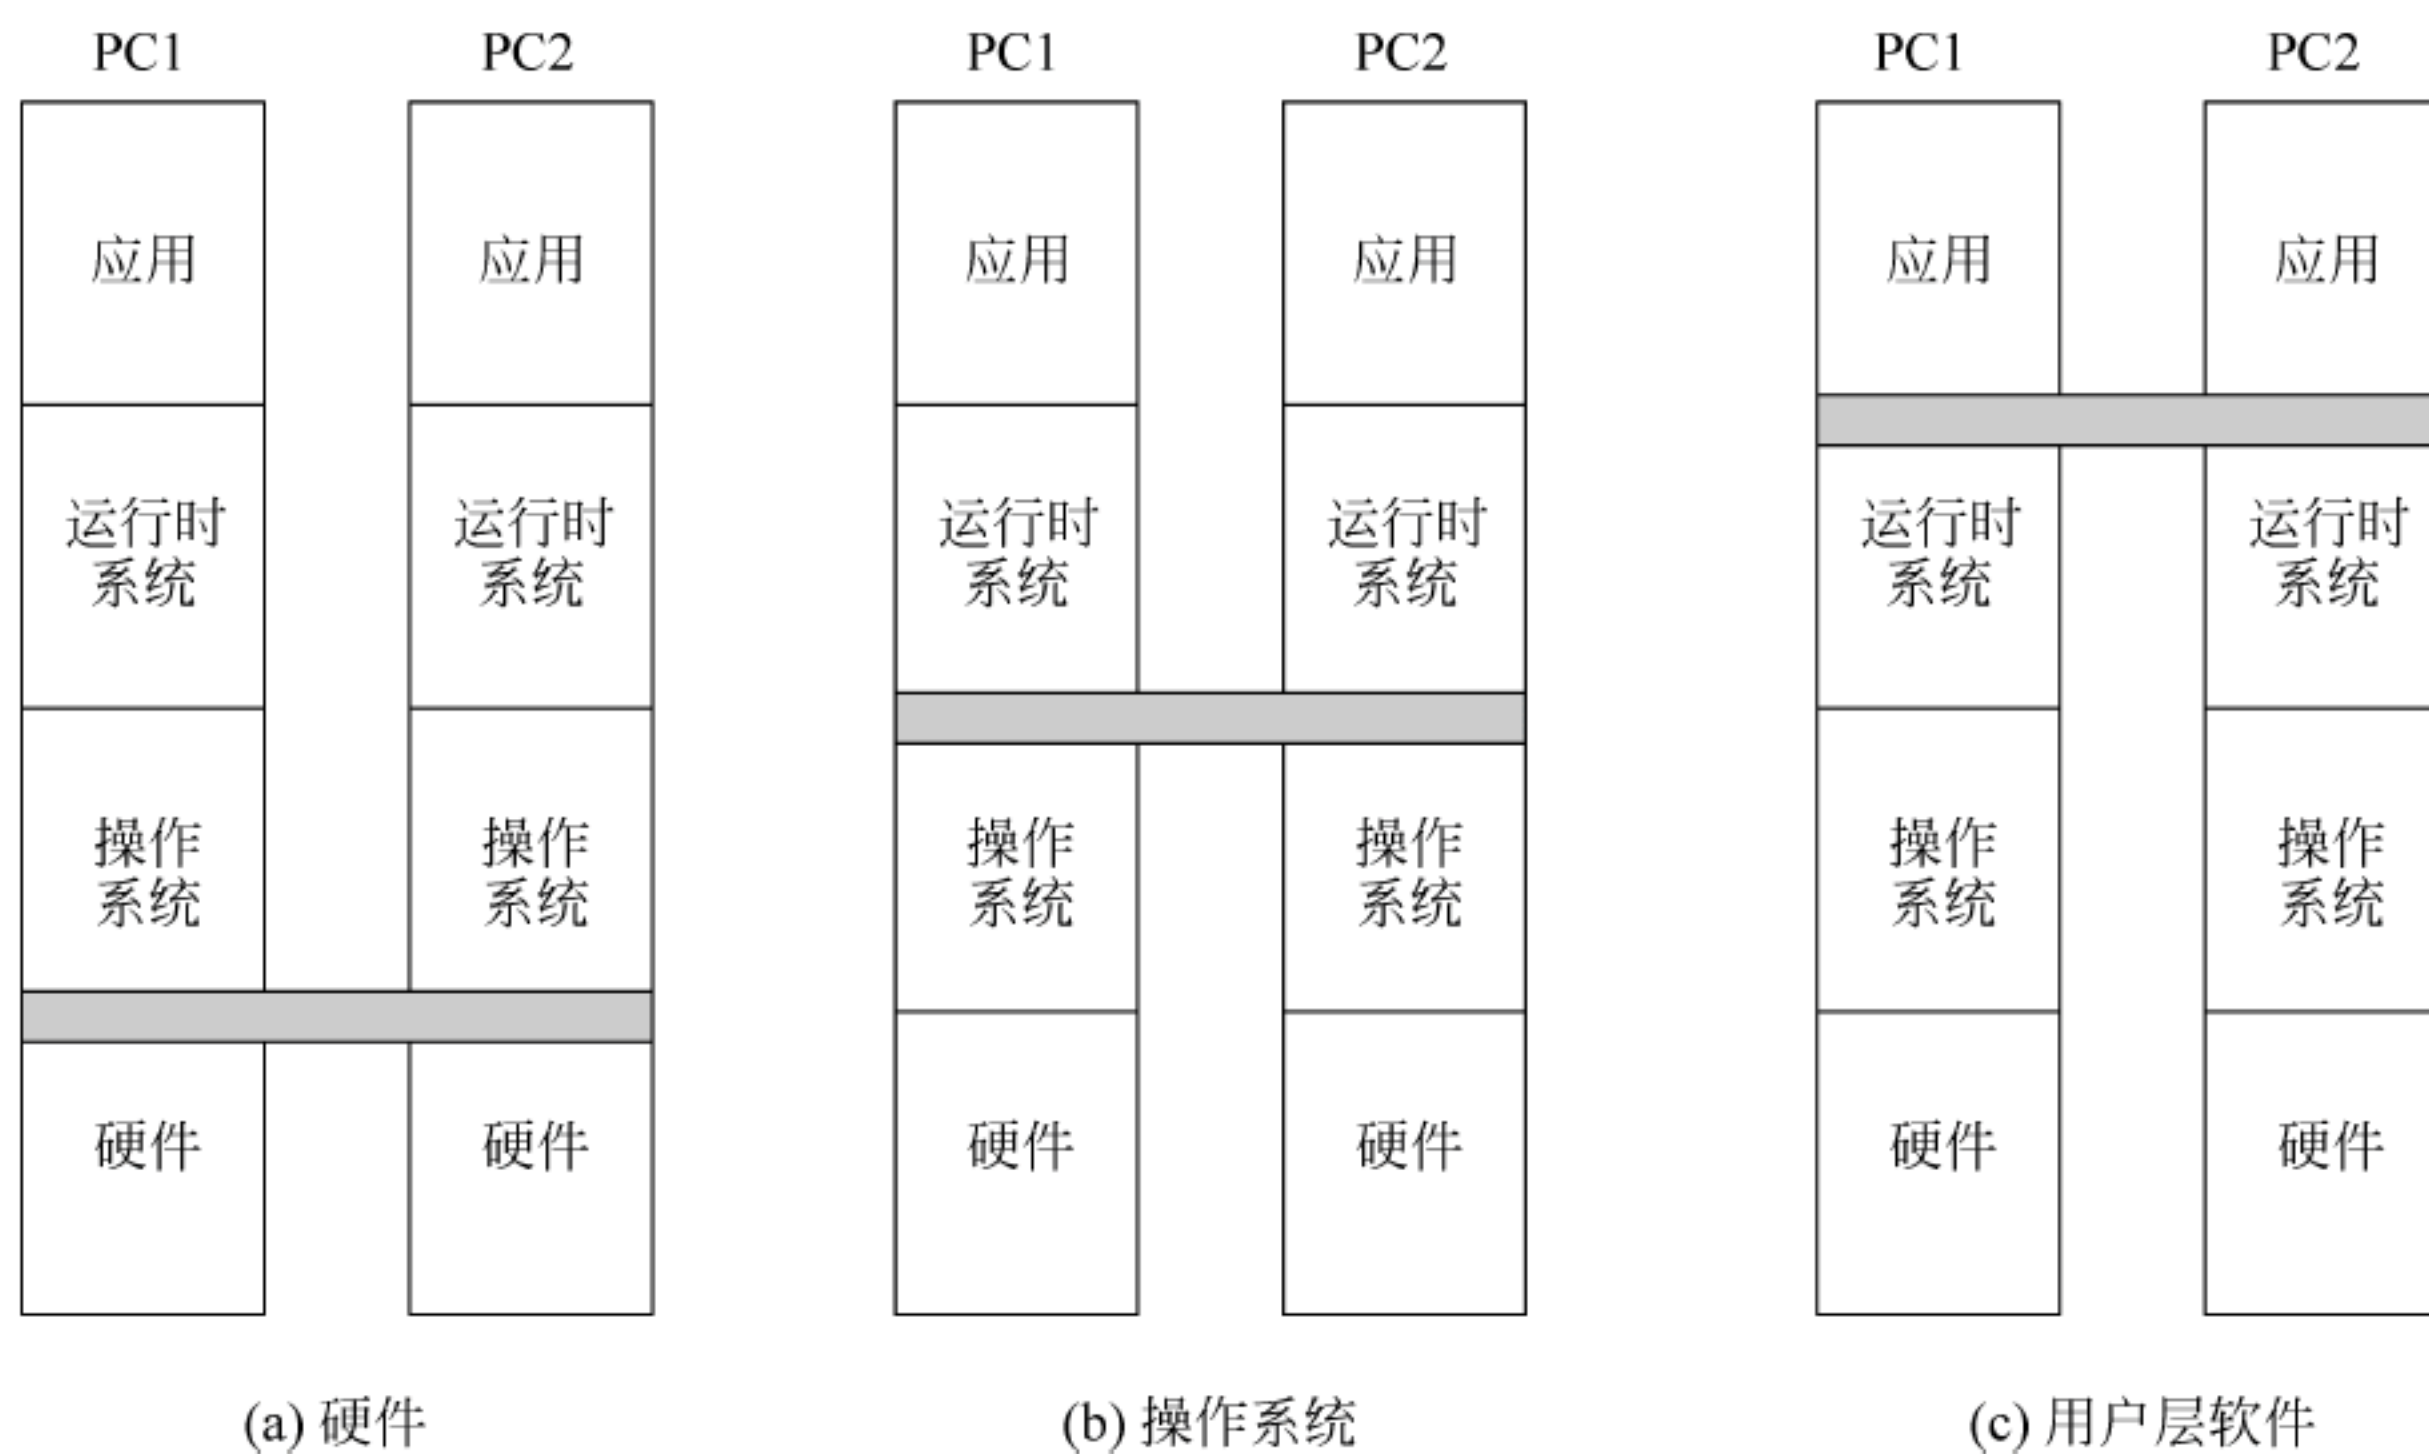 PC1 PC2 PC1 PC2 PC1 PC2
应用 应用 应用 应用 应用 应用
运行时 运行时 运行时 运行时 运行时 运行时
系统 系统 系统 系统 系统 系统
操作 操作 操作 操作 操作 操作
系统 系统 系统 系统 系统 系统
硬件 硬件 硬件 硬件 硬件 硬件
(a) 硬件 (b) 操作系统 (c) 用户层软件